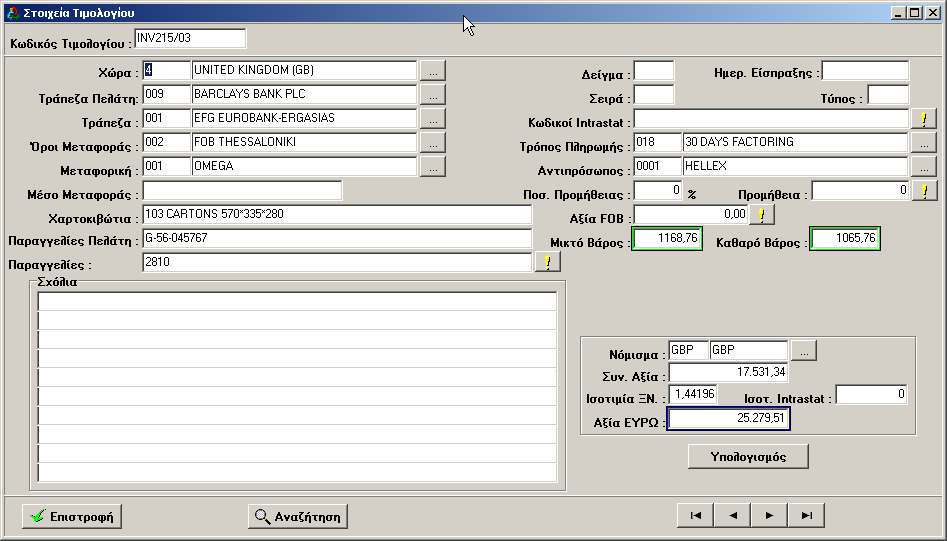 Στοιχεία Τιμολογίου
Κωδικός Τιμολογίου : INV215/03
Χώρα : 4 UNITED KINGDOM (GB) ...
Τράπεζα Πελάτη: 009 BARCLAYS BANK PLC ...
Τράπεζα : 001 EFG EUROBANK-ERGASIAS ...
Όροι Μεταφοράς : 002 FOB THESSALONIKI ...
Μεταφορική : 001 OMEGA ...
Μέσο Μεταφοράς :
Χαρτοκιβώτια : 103 CARTONS 570*335*280
Παραγγελίες Πελάτη : G-56-045767
Παραγγελίες : 2810 !
Δείγμα : Ημερ. Είσπραξης :
Σειρά : Τύπος :
Κωδικοί Intrastat : !
Τρόπος Πληρωμής : 018 30 DAYS FACTORING ...
Αντιπρόσωπος : 0001 HELLEX ...
Ποσ. Προμήθειας : 0 % Προμήθεια : 0 !
Αξία FOB : 0,00 !
Μικτό Βάρος : 1168,76 Καθαρό Βάρος : 1065,76
Σχόλια
Νόμισμα : GBP GBP ...
Συν. Αξία : 17.531,34
Ισοτιμία ΞΝ. : 1,44196 Ισοτ. Intrastat : 0
Αξία ΕΥΡΩ : 25.279,51
Υπολογισμός
Επιστροφή
Αναζήτηση